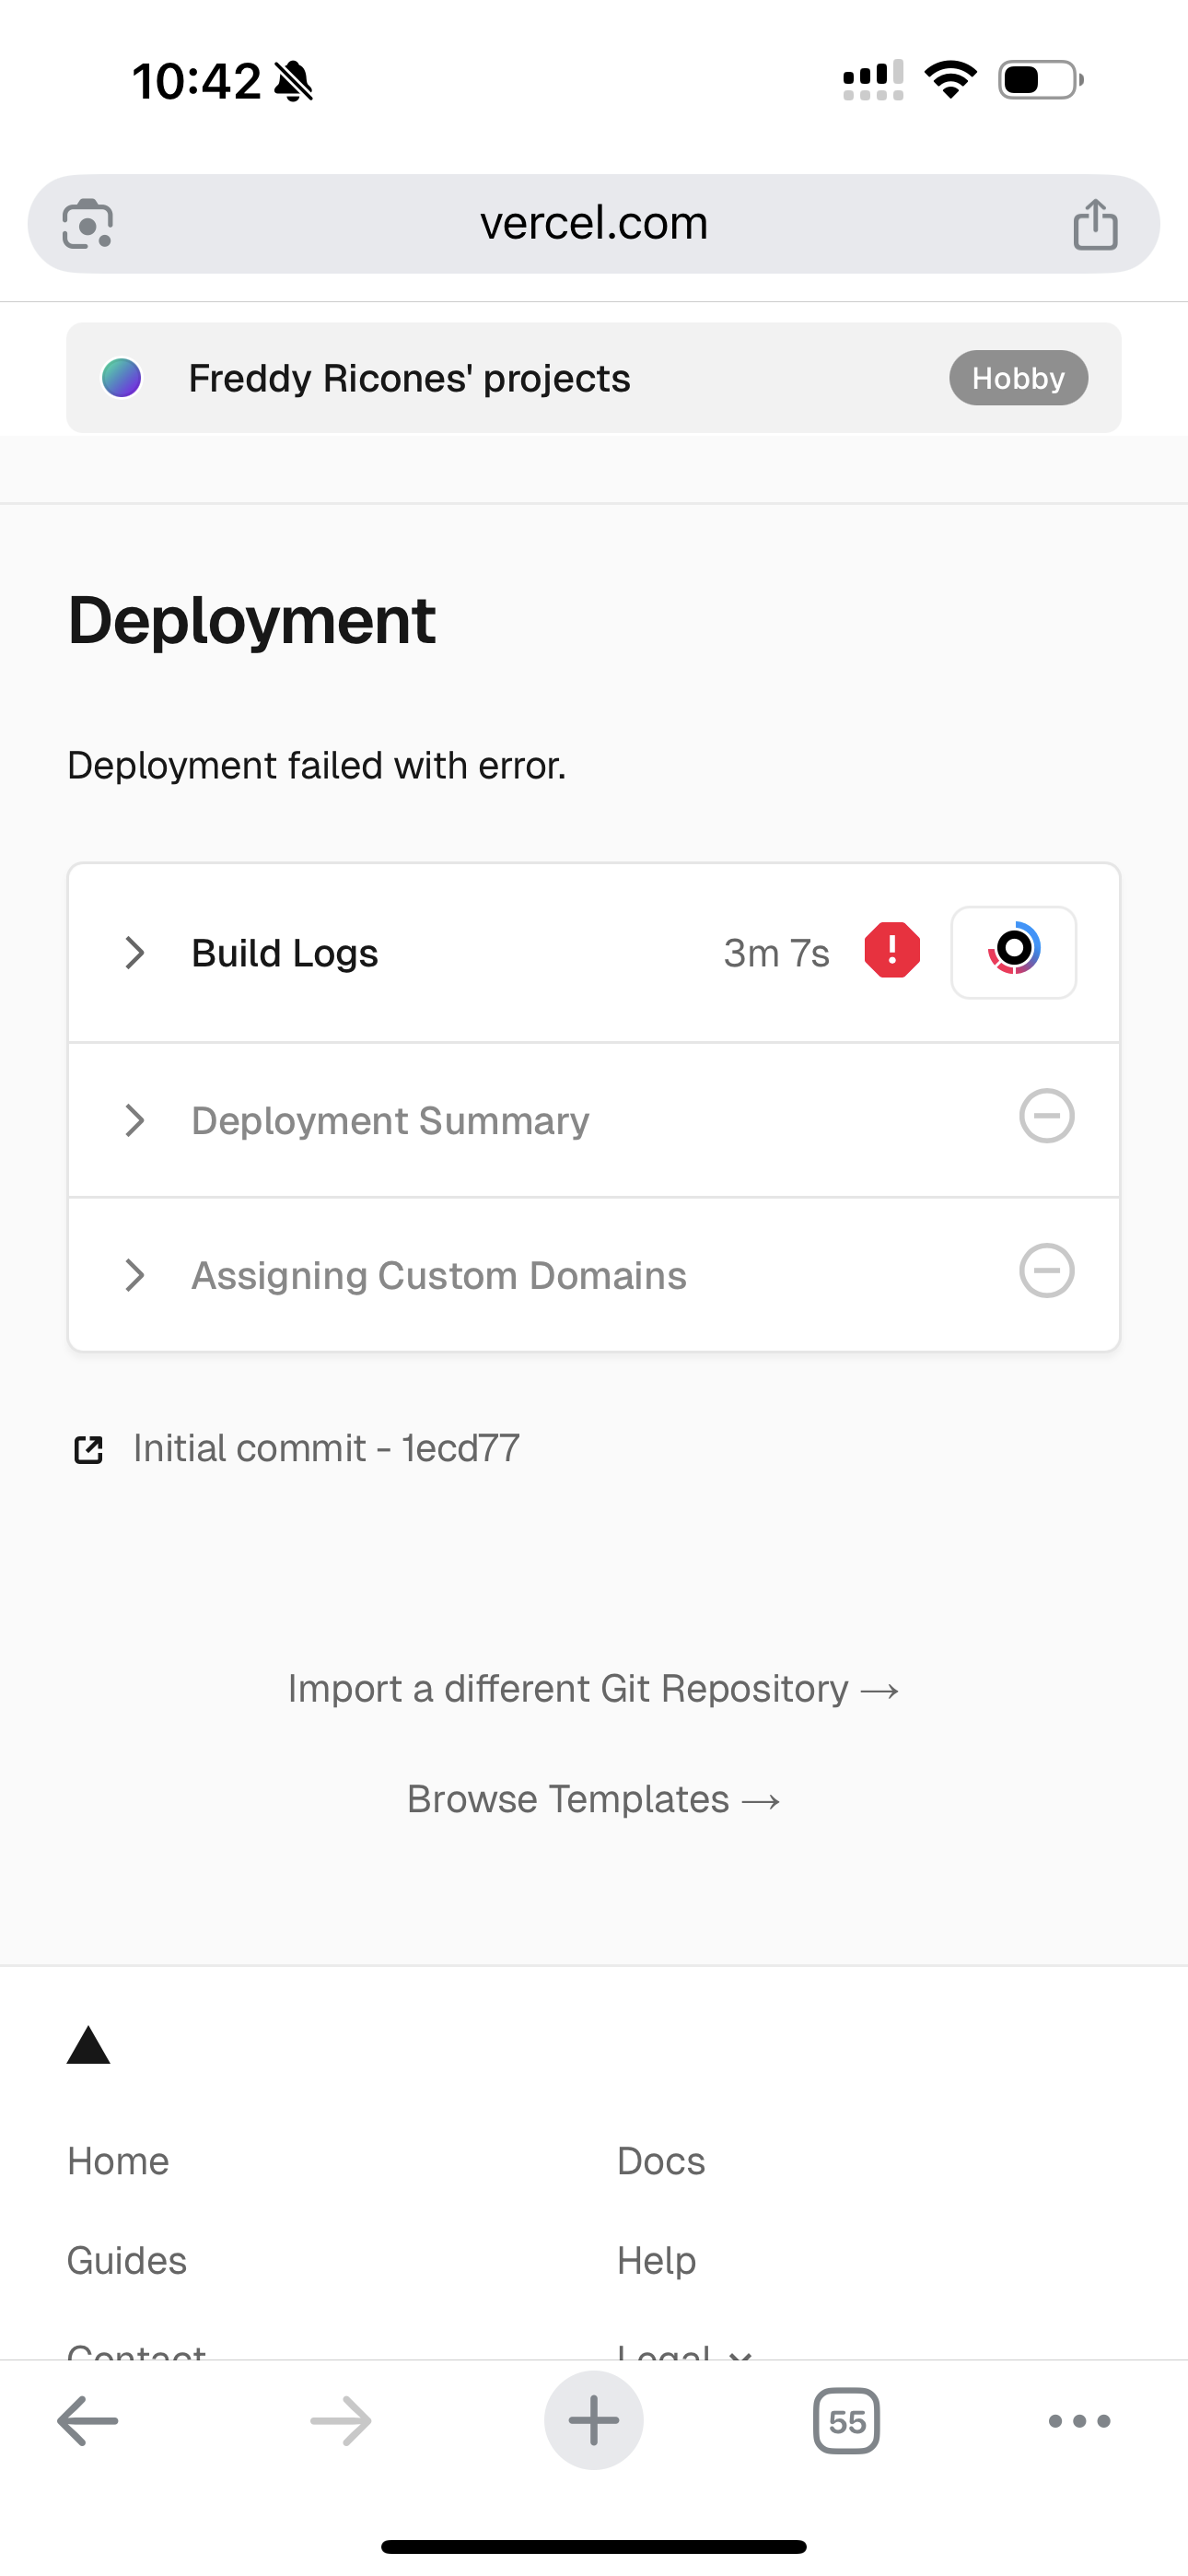 10:42
vercel.com
Freddy Ricones' projects
Hobby
Deployment
Deployment failed with error.
Build Logs
3m 7s
Deployment Summary
Assigning Custom Domains
Initial commit - 1ecd77
Import a different Git Repository →
Browse Templates →
Home
Docs
Guides
Help
Contact
Legal
55